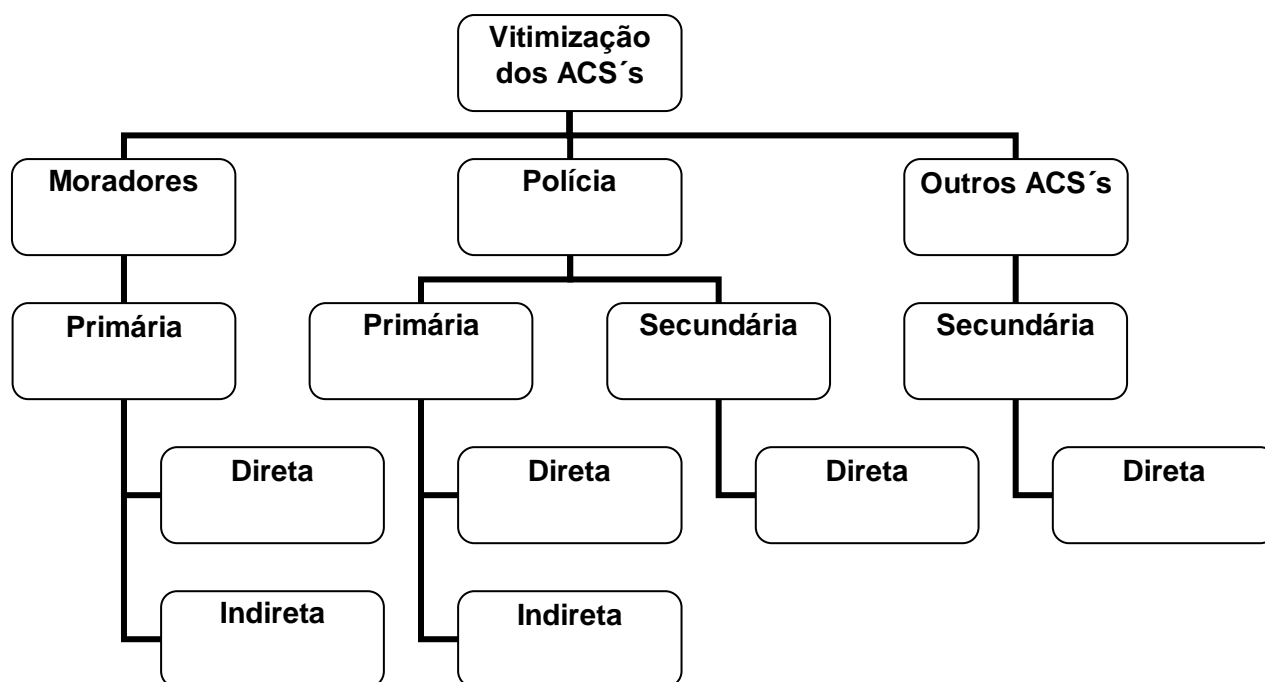 Vitimização
dos ACS´s
Moradores
Polícia
Outros ACS´s
Primária
Primária
Secundária
Secundária
Direta
Direta
Direta
Direta
Indireta
Indireta